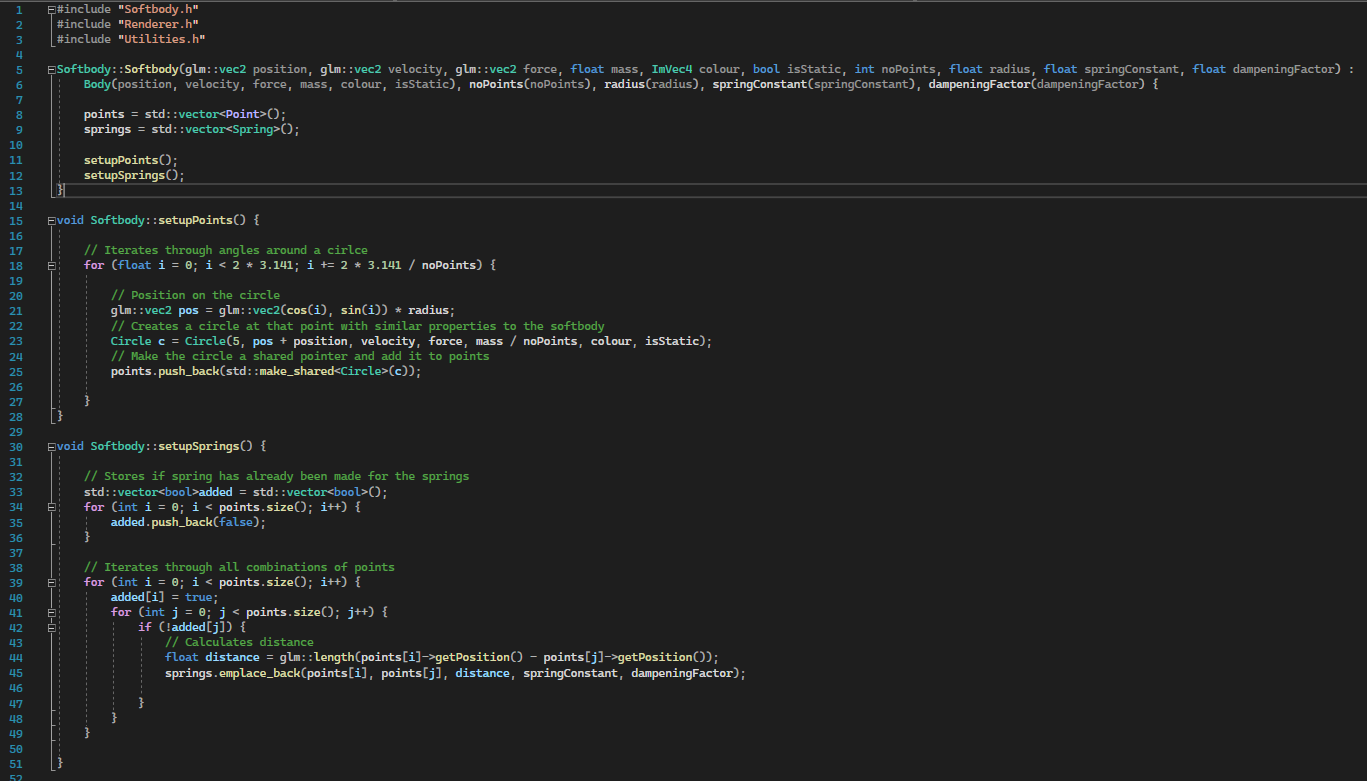 1 #include "Softbody.h"
2 #include "Renderer.h"
3 #include "Utilities.h"
4
5 Softbody::Softbody(glm::vec2 position, glm::vec2 velocity, glm::vec2 force, float mass, ImVec4 colour, bool isStatic, int noPoints, float radius, float springConstant, float dampeningFactor) :
6 Body(position, velocity, force, mass, colour, isStatic), noPoints(noPoints), radius(radius), springConstant(springConstant), dampeningFactor(dampeningFactor) {
7
8 points = std::vector<Point>();
9 springs = std::vector<Spring>();
10
11 setupPoints();
12 setupSprings();
13 }
14
15 void Softbody::setupPoints() {
16
17 // Iterates through angles around a cirlce
18 for (float i = 0; i < 2 * 3.141; i += 2 * 3.141 / noPoints) {
19
20 // Position on the circle
21 glm::vec2 pos = glm::vec2(cos(i), sin(i)) * radius;
22 // Creates a circle at that point with similar properties to the softbody
23 Circle c = Circle(5, pos + position, velocity, force, mass / noPoints, colour, isStatic);
24 // Make the circle a shared pointer and add it to points
25 points.push_back(std::make_shared<Circle>(c));
26
27 }
28 }
29
30 void Softbody::setupSprings() {
31
32 // Stores if spring has already been made for the springs
33 std::vector<bool>added = std::vector<bool>();
34 for (int i = 0; i < points.size(); i++) {
35 added.push_back(false);
36 }
37
38 // Iterates through all combinations of points
39 for (int i = 0; i < points.size(); i++) {
40 added[i] = true;
41 for (int j = 0; j < points.size(); j++) {
42 if (!added[j]) {
43 // Calculates distance
44 float distance = glm::length(points[i]->getPosition() - points[j]->getPosition());
45 springs.emplace_back(points[i], points[j], distance, springConstant, dampeningFactor);
46
47 }
48 }
49 }
50
51 }
52